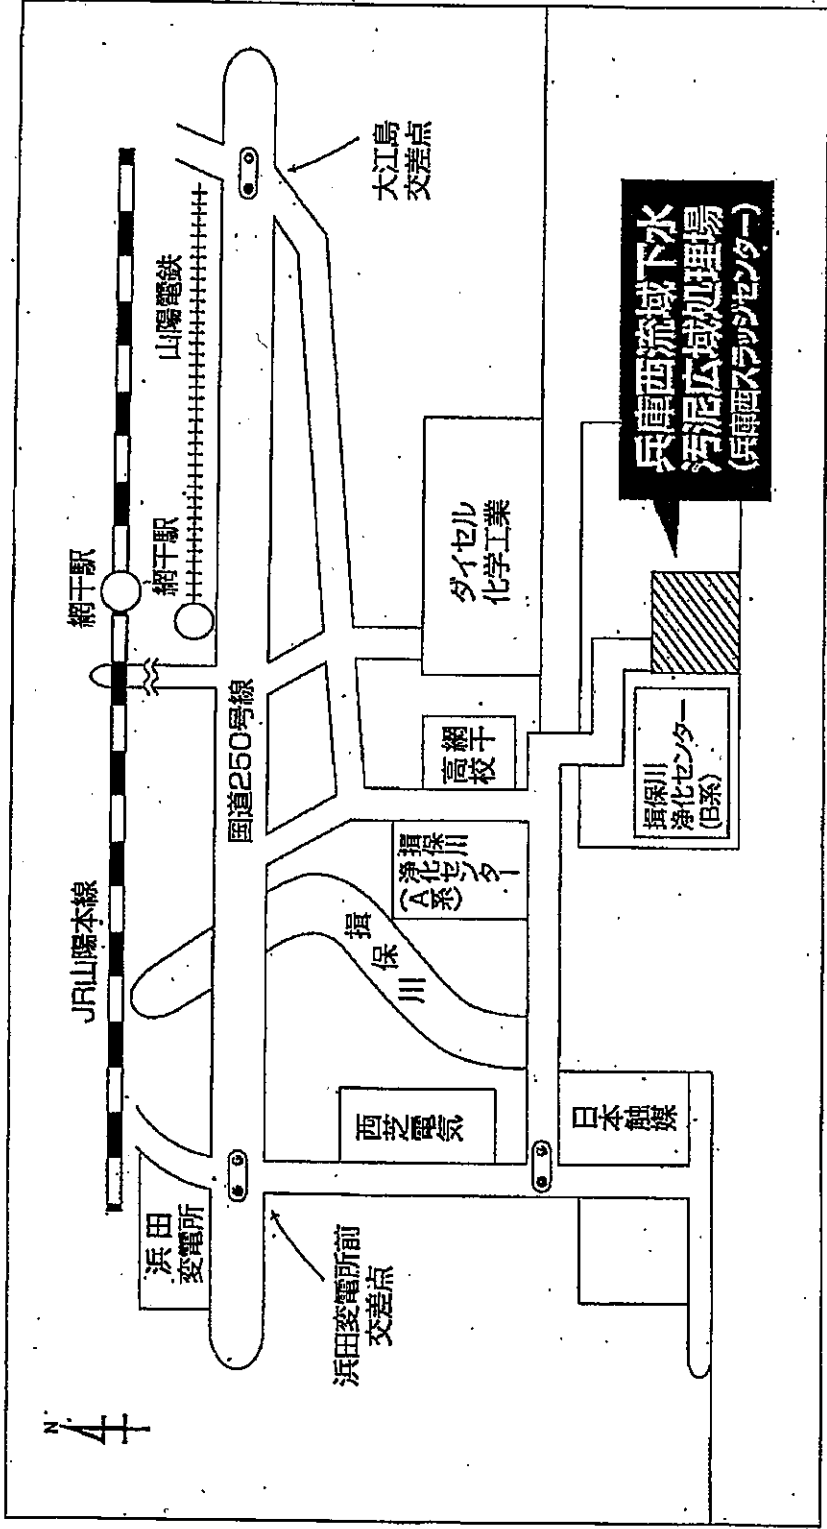 N
JR山陽本線
網干駅
山陽電鉄
網干駅
浜田
変電所
国道250号線
大江島
交差点
浜田変電所前
交差点
西芝電気
揖保川
揖保川
浄化センター
(A系)
網干
高校
ダイセル
化学工業
日本触媒
揖保川
浄化センター
(B系)
兵庫西流域下水
汚泥広域処理場
(兵庫西スラッジセンター)